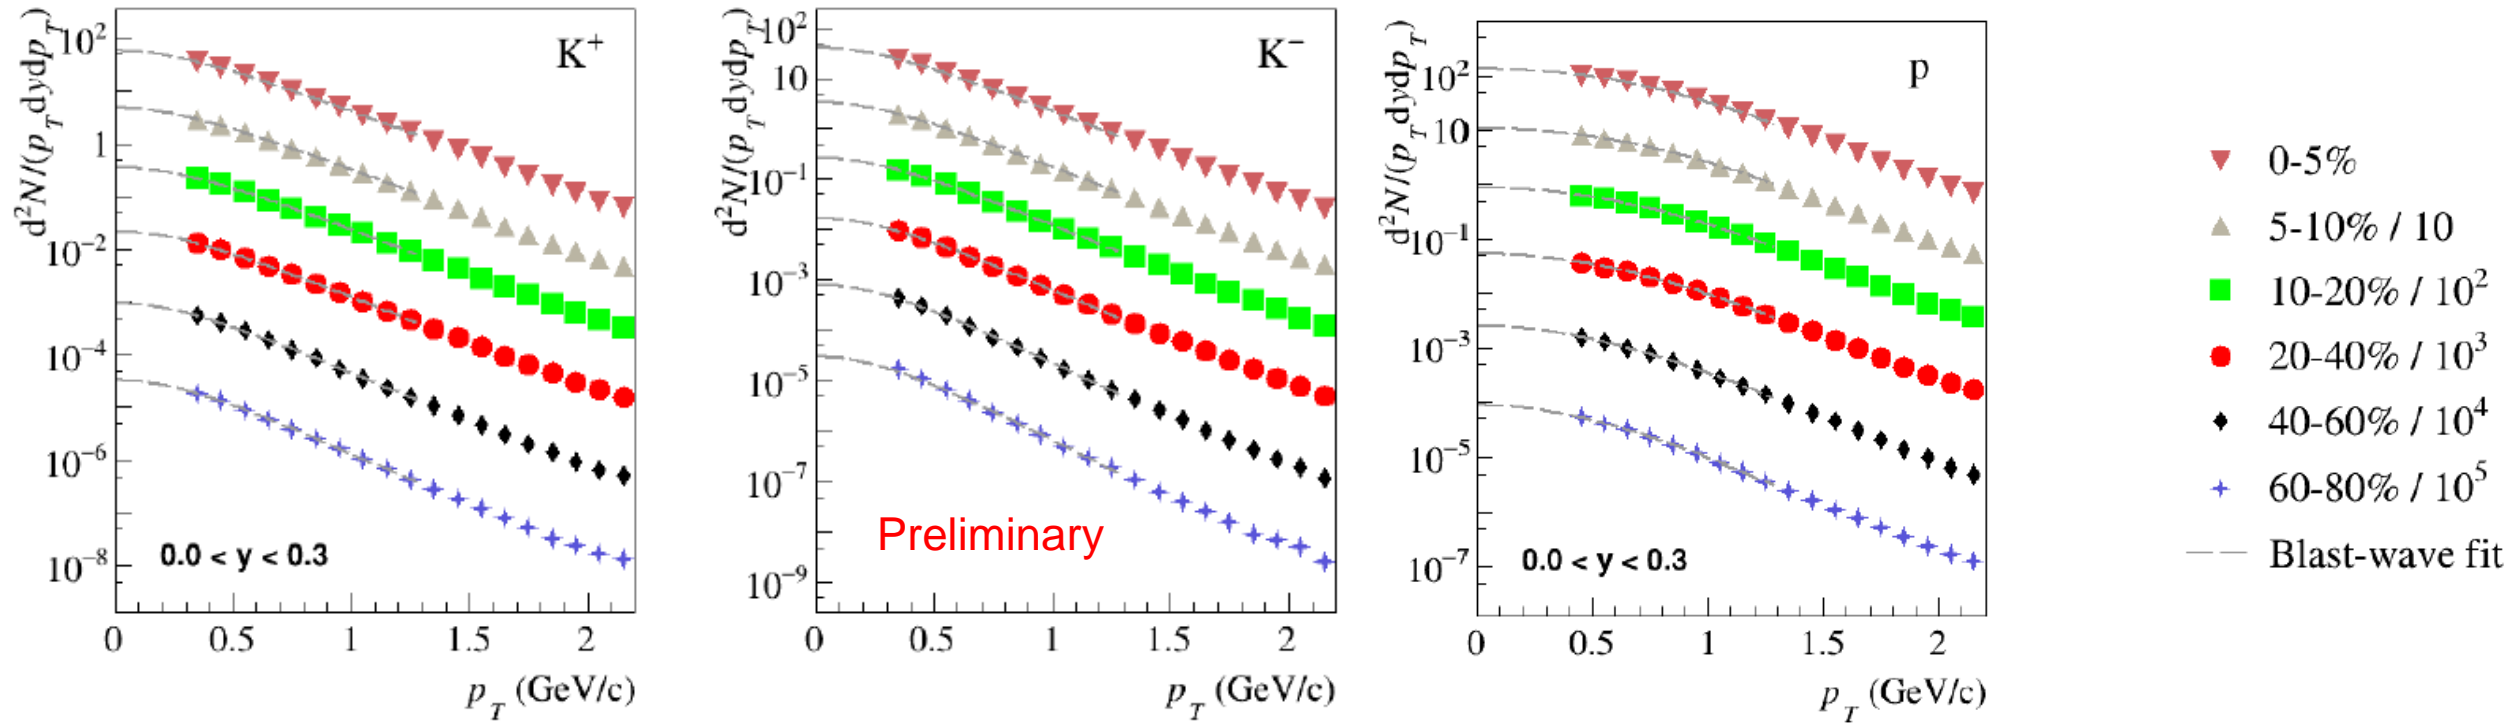 d²N/(p_T dydp_T)
10²
1
10⁻²
10⁻⁴
10⁻⁶
10⁻⁸
K⁺
0.0 < y < 0.3
0 0.5 1 1.5 2
p_T (GeV/c)
d²N/(p_T dydp_T)
10²
10
10⁻¹
10⁻³
10⁻⁵
10⁻⁷
10⁻⁹
K⁻
Preliminary
0 0.5 1 1.5 2
p_T (GeV/c)
d²N/(p_T dydp_T)
10²
10
10⁻¹
10⁻³
10⁻⁵
10⁻⁷
p
0.0 < y < 0.3
0 0.5 1 1.5 2
p_T (GeV/c)
0-5%
5-10% / 10
10-20% / 10²
20-40% / 10³
40-60% / 10⁴
60-80% / 10⁵
Blast-wave fit